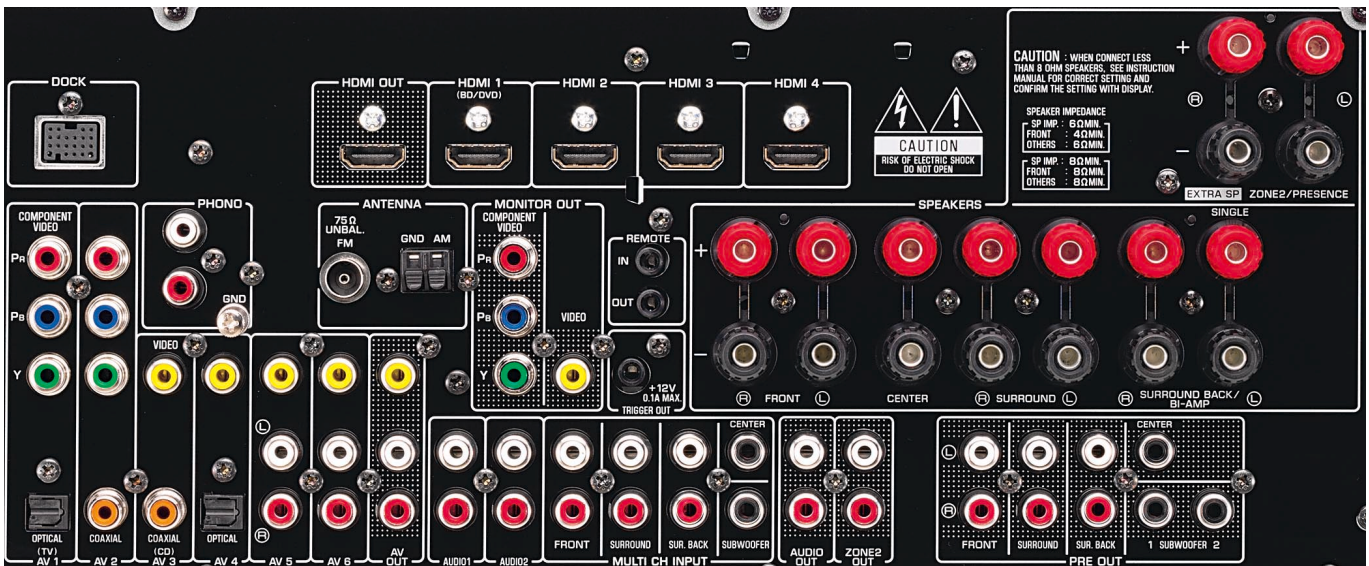 DOCK
HDMI OUT
HDMI 1
(BD/DVD)
HDMI 2
HDMI 3
HDMI 4
CAUTION
RISK OF ELECTRIC SHOCK
DO NOT OPEN
CAUTION : WHEN CONNECT LESS
THAN 8 OHM SPEAKERS, SEE INSTRUCTION
MANUAL FOR CORRECT SETTING AND
CONFIRM THE SETTING WITH DISPLAY.
SPEAKER IMPEDANCE
SP IMP. : 6ΩMIN.
FRONT : 4ΩMIN.
OTHERS : 6ΩMIN.
SP IMP. : 8ΩMIN.
FRONT : 8ΩMIN.
OTHERS : 8ΩMIN.
+
R
L
-
EXTRA SP ZONE2/PRESENCE
COMPONENT
VIDEO
PR
PB
Y
PHONO
GND
ANTENNA
75Ω
UNBAL.
FM
GND AM
MONITOR OUT
COMPONENT
VIDEO
PR
PB
Y
VIDEO
REMOTE
IN
OUT
+12V
0.1A MAX.
TRIGGER OUT
SPEAKERS
SINGLE
+
-
R FRONT L
CENTER
R SURROUND L
R SURROUND BACK/ L
BI-AMP
VIDEO
L
R
OPTICAL
(TV)
AV 1
COAXIAL
AV 2
COAXIAL
(CD)
AV 3
OPTICAL
AV 4
AV 5
AV 6
AV
OUT
AUDIO1
AUDIO2
CENTER
FRONT
SURROUND
SUR. BACK
SUBWOOFER
MULTI CH INPUT
AUDIO
OUT
ZONE2
OUT
CENTER
L
R
FRONT
SURROUND
SUR. BACK
1 SUBWOOFER 2
PRE OUT